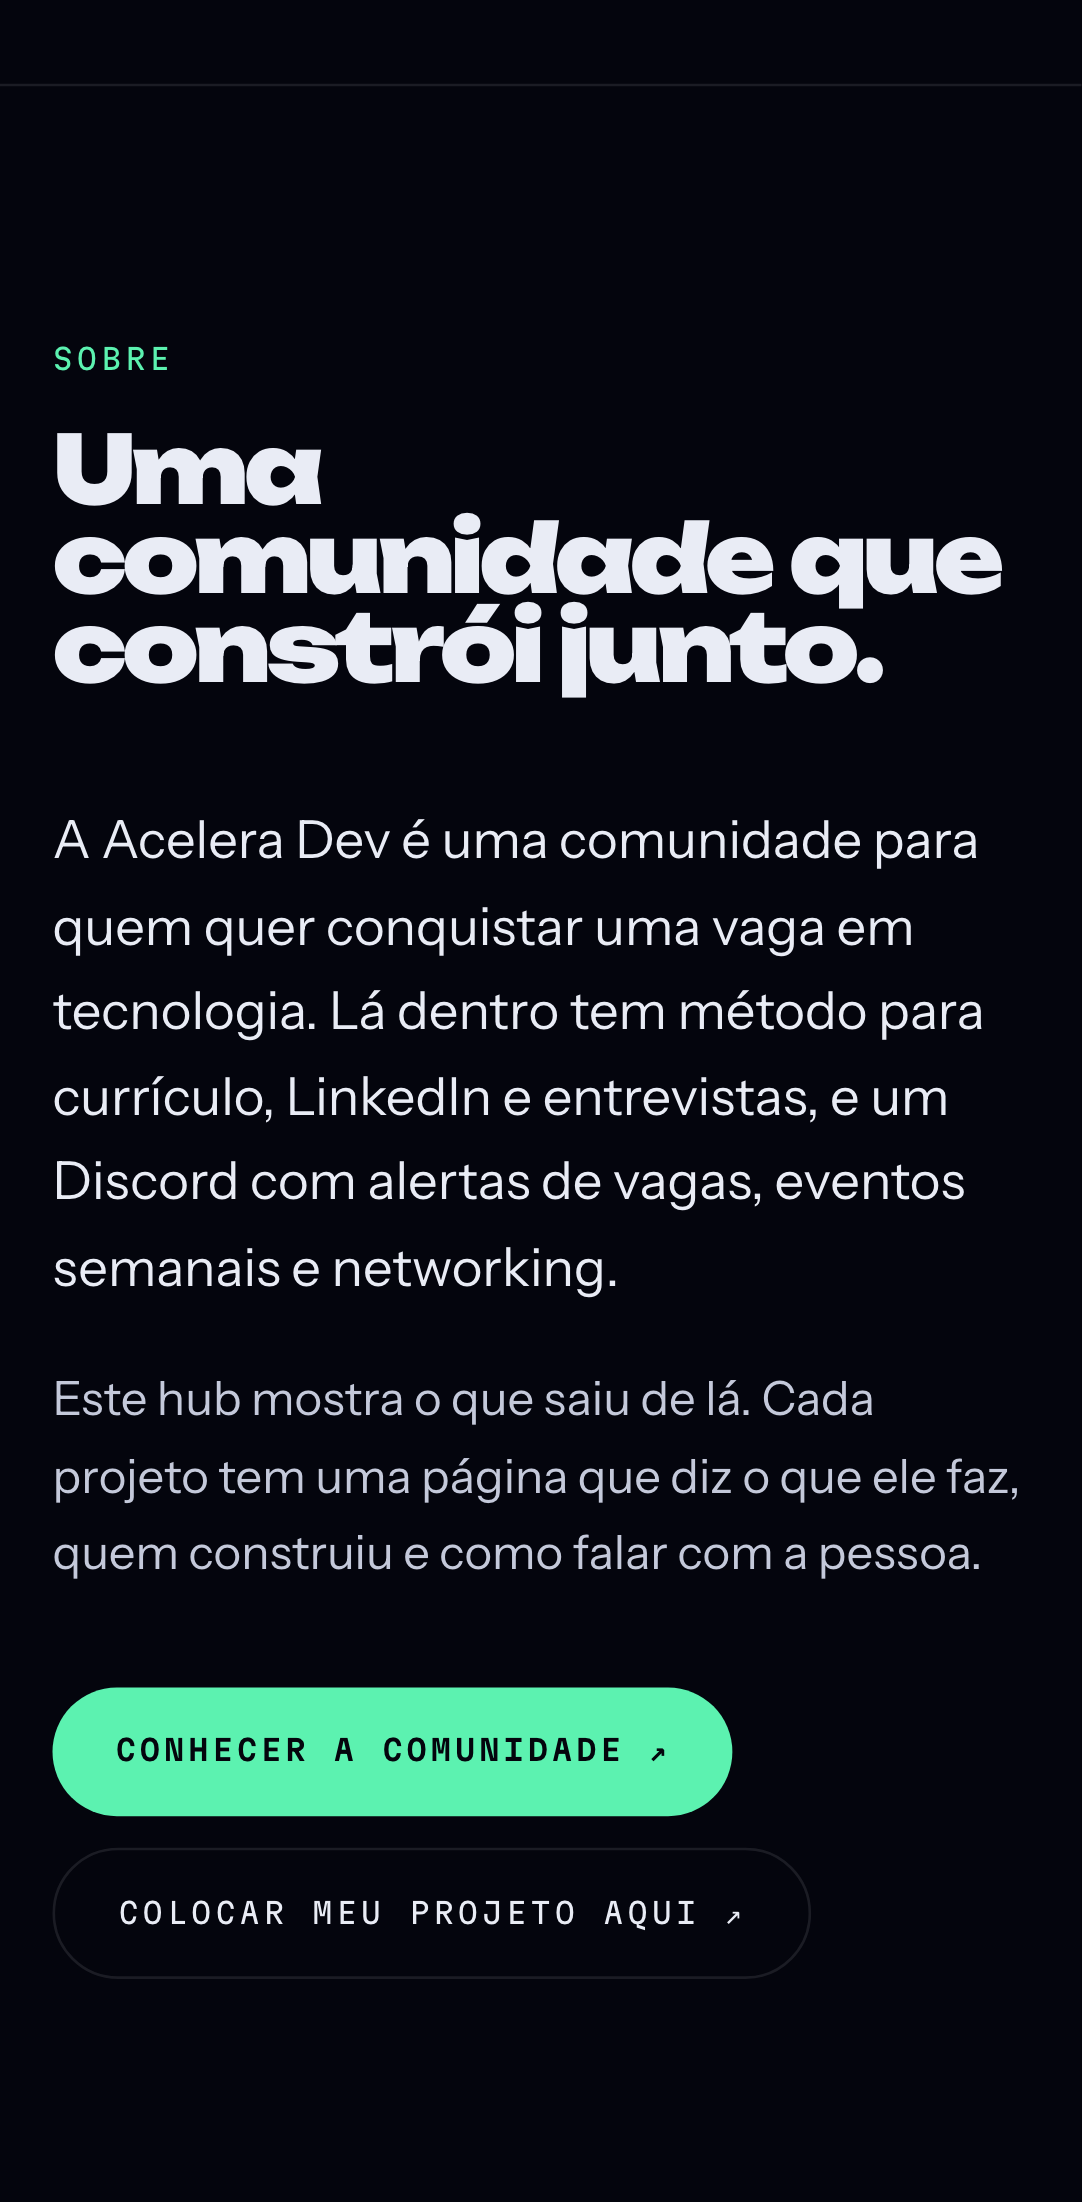 SOBRE
Uma
comunidade que
constrói junto.
A Acelera Dev é uma comunidade para
quem quer conquistar uma vaga em
tecnologia. Lá dentro tem método para
currículo, LinkedIn e entrevistas, e um
Discord com alertas de vagas, eventos
semanais e networking.
Este hub mostra o que saiu de lá. Cada
projeto tem uma página que diz o que ele faz,
quem construiu e como falar com a pessoa.
CONHECER A COMUNIDADE ↗
COLOCAR MEU PROJETO AQUI ↗